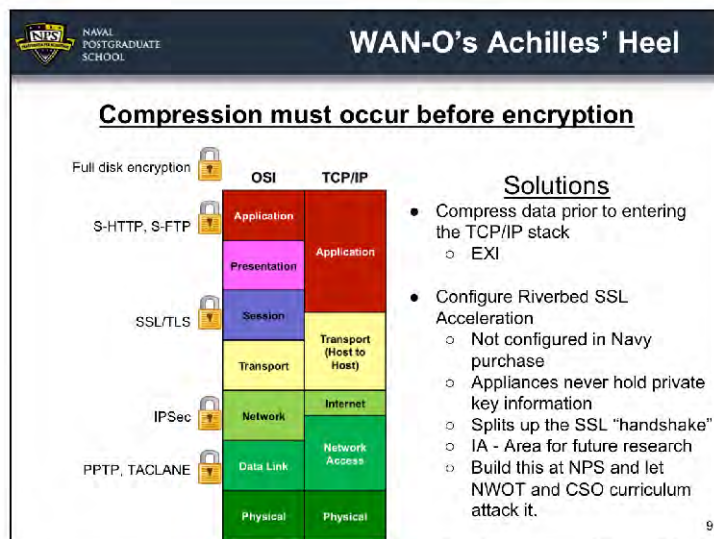 NPS
NAVAL
POSTGRADUATE
SCHOOL
WAN-O's Achilles' Heel
Compression must occur before encryption
Full disk encryption
OSI
TCP/IP
S-HTTP, S-FTP
Application
Application
Presentation
SSL/TLS
Session
Transport
(Host to
Host)
Transport
IPSec
Network
Internet
PPTP, TACLANE
Data Link
Network
Access
Physical
Physical
Solutions
● Compress data prior to entering
the TCP/IP stack
○ EXI
● Configure Riverbed SSL
Acceleration
○ Not configured in Navy
purchase
○ Appliances never hold private
key information
○ Splits up the SSL "handshake"
○ IA - Area for future research
○ Build this at NPS and let
NWOT and CSO curriculum
attack it.
9